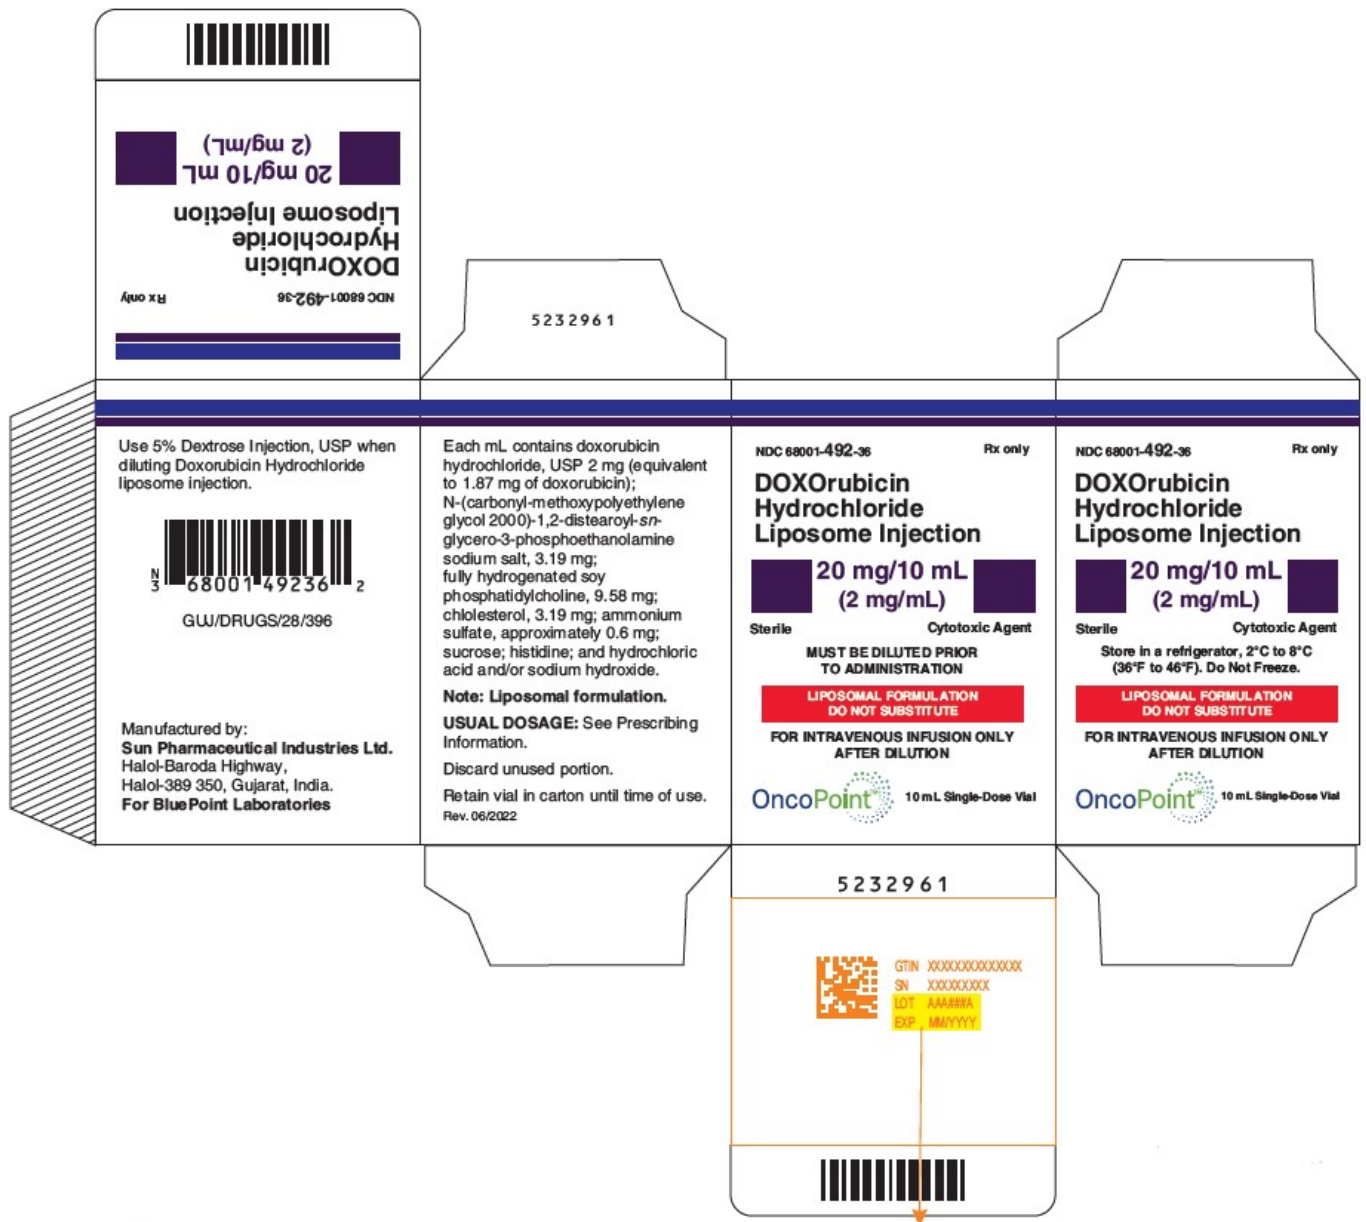 20 mg/10 mL
(2 mg/mL)
DOXOrubicin
Hydrochloride
Liposome Injection
NDC 68001-492-36
Rx only
5232961
Use 5% Dextrose Injection, USP when
diluting Doxorubicin Hydrochloride
liposome injection.
N
3
68001 49236 2
GUJ/DRUGS/28/396
Manufactured by:
Sun Pharmaceutical Industries Ltd.
Halol-Baroda Highway,
Halol-389 350, Gujarat, India.
For BluePoint Laboratories
Each mL contains doxorubicin
hydrochloride, USP 2 mg (equivalent
to 1.87 mg of doxorubicin);
N-(carbonyl-methoxypolyethylene
glycol 2000)-1,2-distearoyl-sn-
glycero-3-phosphoethanolamine
sodium salt, 3.19 mg;
fully hydrogenated soy
phosphatidylcholine, 9.58 mg;
chlolesterol, 3.19 mg; ammonium
sulfate, approximately 0.6 mg;
sucrose; histidine; and hydrochloric
acid and/or sodium hydroxide.
Note: Liposomal formulation.
USUAL DOSAGE: See Prescribing
Information.
Discard unused portion.
Retain vial in carton until time of use.
Rev. 06/2022
NDC 68001-492-36 Rx only
DOXOrubicin
Hydrochloride
Liposome Injection
20 mg/10 mL
(2 mg/mL)
Sterile Cytotoxic Agent
MUST BE DILUTED PRIOR
TO ADMINISTRATION
LIPOSOMAL FORMULATION
DO NOT SUBSTITUTE
FOR INTRAVENOUS INFUSION ONLY
AFTER DILUTION
OncoPoint™ 10 mL Single-Dose Vial
NDC 68001-492-36 Rx only
DOXOrubicin
Hydrochloride
Liposome Injection
20 mg/10 mL
(2 mg/mL)
Sterile Cytotoxic Agent
Store in a refrigerator, 2°C to 8°C
(36°F to 46°F). Do Not Freeze.
LIPOSOMAL FORMULATION
DO NOT SUBSTITUTE
FOR INTRAVENOUS INFUSION ONLY
AFTER DILUTION
OncoPoint™ 10 mL Single-Dose Vial
5232961
GTIN XXXXXXXXXXXXXX
SN XXXXXXXXX
LOT AAA###A
EXP MM/YYYY